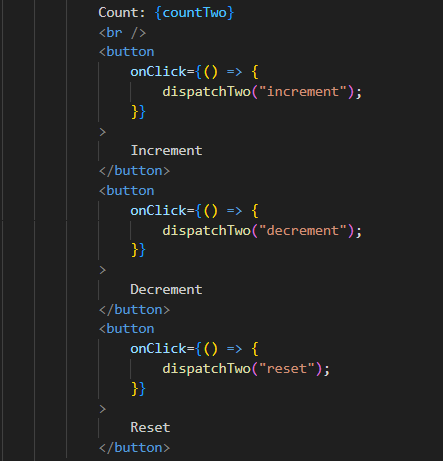 Count: {countTwo}
<br />
<button
onClick={() => {
dispatchTwo("increment");
}}
>
Increment
</button>
<button
onClick={() => {
dispatchTwo("decrement");
}}
>
Decrement
</button>
<button
onClick={() => {
dispatchTwo("reset");
}}
>
Reset
</button>